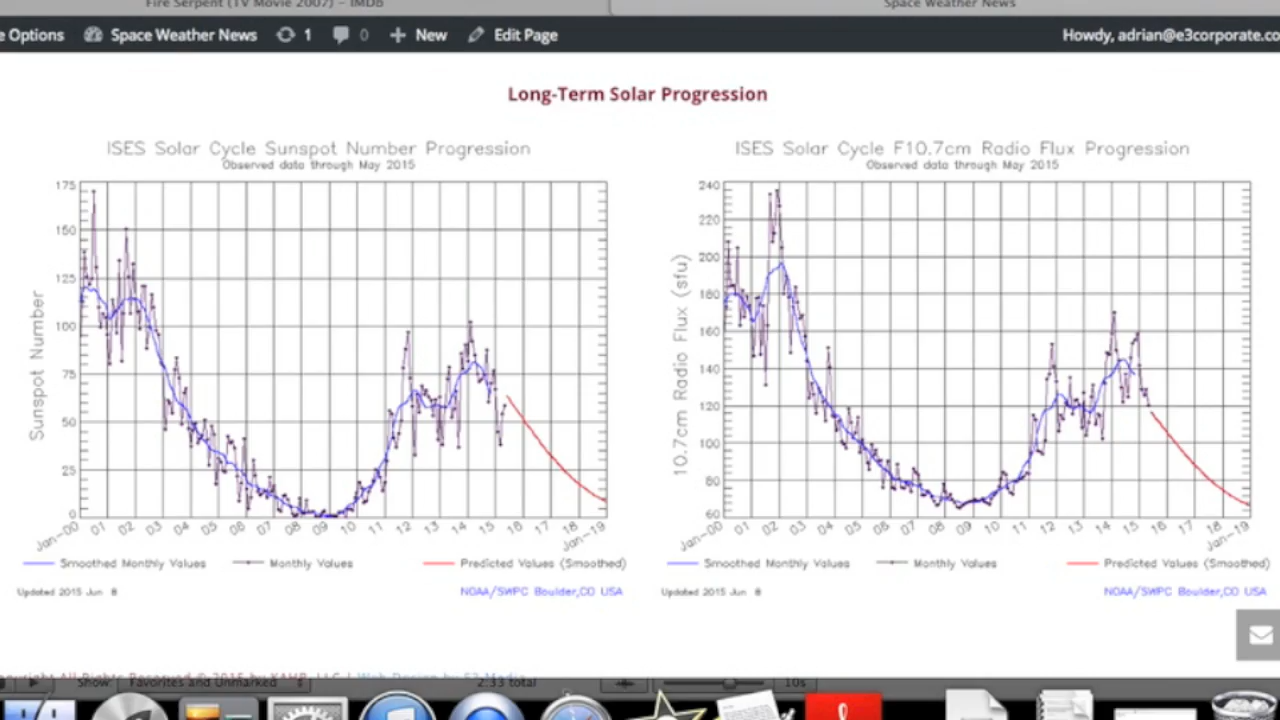 Fire Serpent (TV Movie 2007) – IMDb
Space Weather News
e Options Space Weather News 1 0 New Edit Page Howdy, adrian@e3corporate.co
Long-Term Solar Progression
ISES Solar Cycle Sunspot Number Progression
Observed data through May 2015
175
150
125
100
75
50
25
0
Sunspot Number
Jan-00 01 02 03 04 05 06 07 08 09 10 11 12 13 14 15 16 17 18 Jan-19
Smoothed Monthly Values Monthly Values Predicted Values (Smoothed)
Updated 2015 Jun 8 NOAA/SWPC Boulder,CO USA
ISES Solar Cycle F10.7cm Radio Flux Progression
Observed data through May 2015
240
220
200
180
160
140
120
100
80
60
10.7cm Radio Flux (sfu)
Jan-00 01 02 03 04 05 06 07 08 09 10 11 12 13 14 15 16 17 18 Jan-19
Smoothed Monthly Values Monthly Values Predicted Values (Smoothed)
Updated 2015 Jun 8 NOAA/SWPC Boulder,CO USA
Show: Favorites and Unmarked 2:33 total 10s